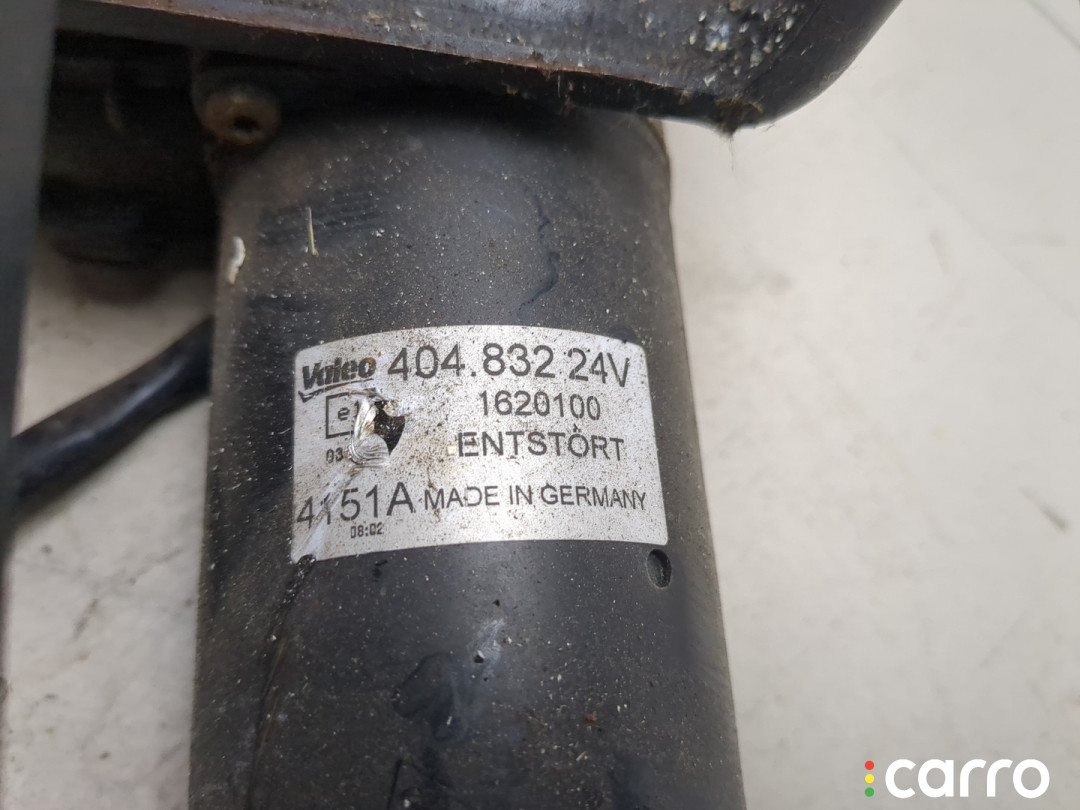 Valeo 404.832 24V
1620100
ENTSTÖRT
4151A MADE IN GERMANY
08:02
carro